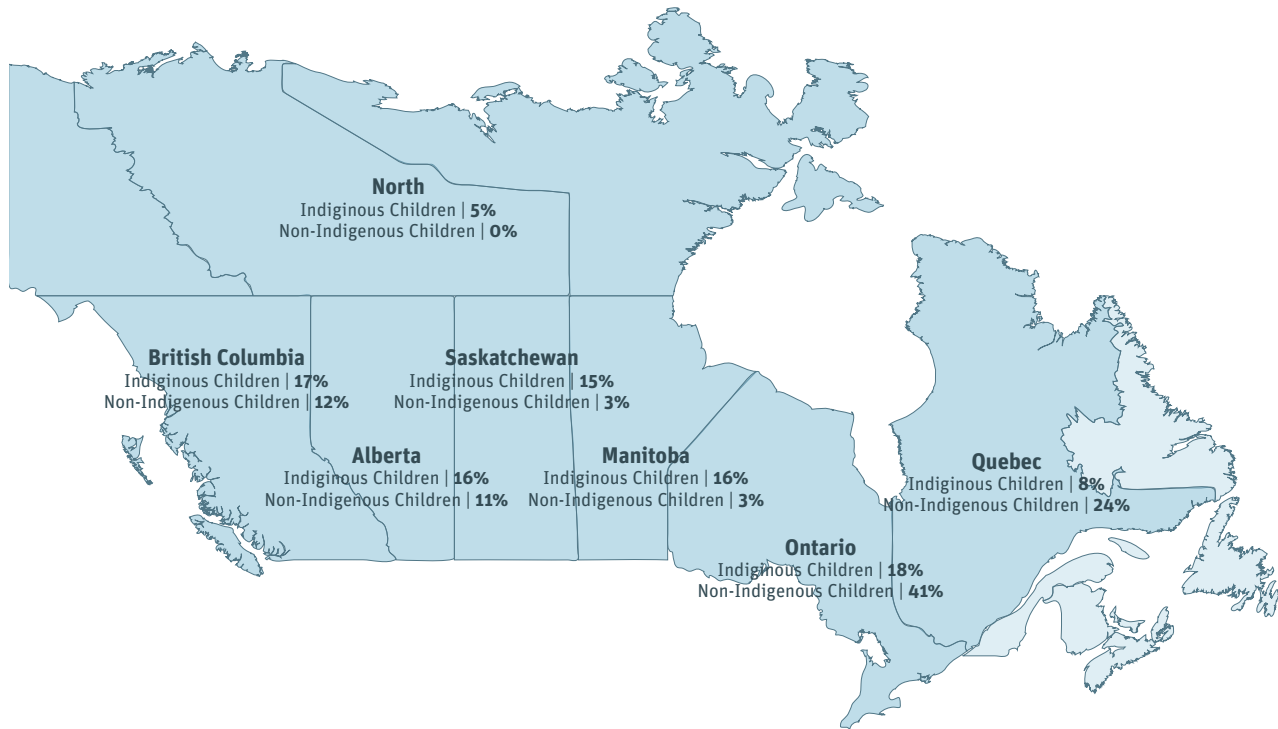 North
Indiginous Children | 5%
Non-Indigenous Children | 0%
British Columbia
Indiginous Children | 17%
Non-Indigenous Children | 12%
Saskatchewan
Indiginous Children | 15%
Non-Indigenous Children | 3%
Alberta
Indiginous Children | 16%
Non-Indigenous Children | 11%
Manitoba
Indiginous Children | 16%
Non-Indigenous Children | 3%
Quebec
Indiginous Children | 8%
Non-Indigenous Children | 24%
Ontario
Indiginous Children | 18%
Non-Indigenous Children | 41%